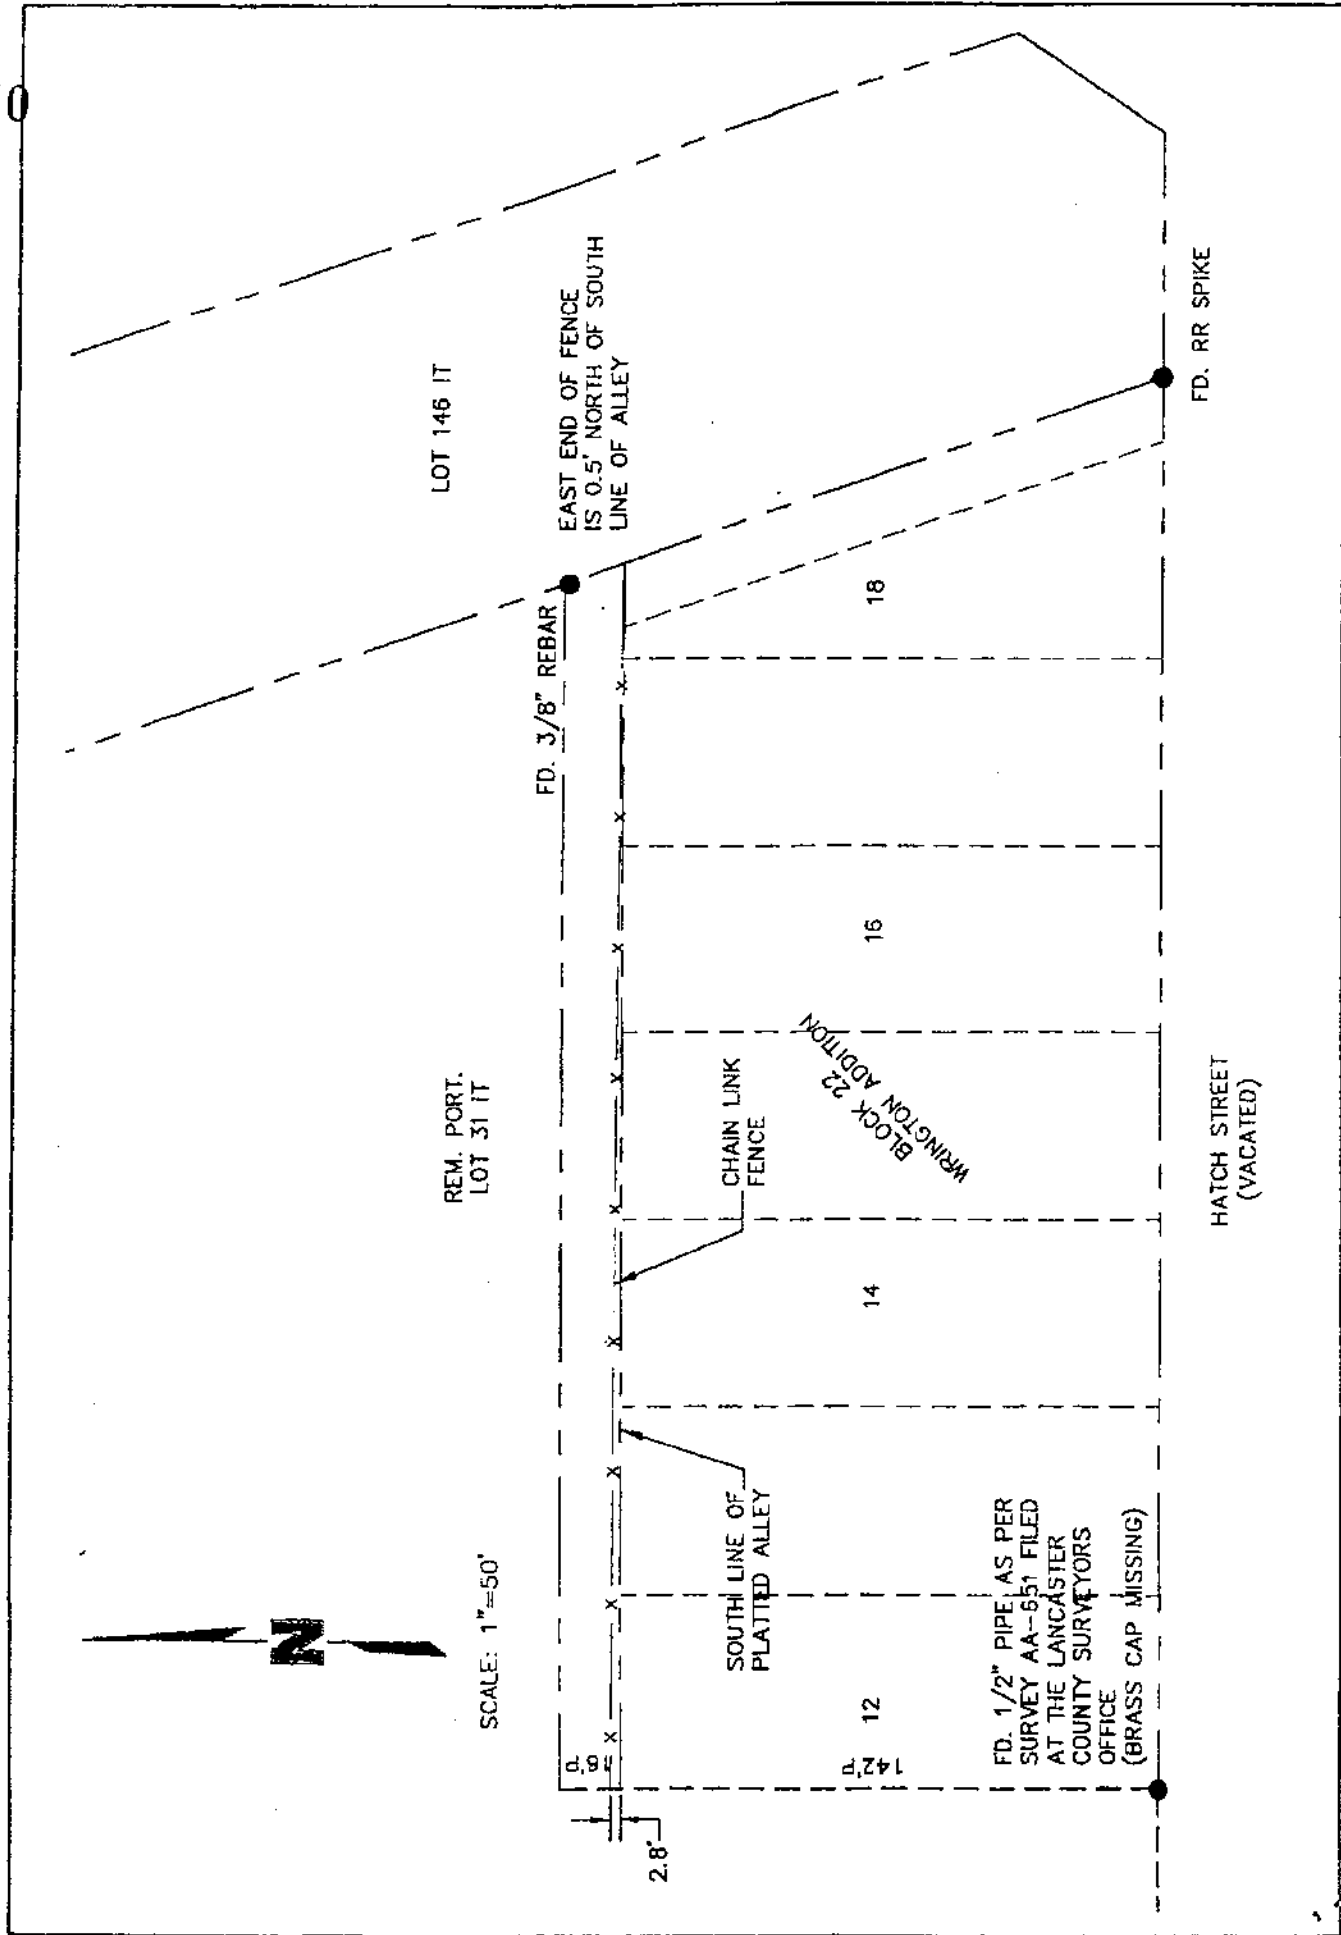 N
SCALE: 1"=50'
REM. PORT.
LOT 31 IT
LOT 146 IT
FD. 3/8" REBAR
EAST END OF FENCE
IS 0.5' NORTH OF SOUTH
LINE OF ALLEY
2.8'
16'P
SOUTH LINE OF
PLATTED ALLEY
CHAIN LINK
FENCE
142'P
12
14
BLOCK 22
WRINGTON ADDITION
16
18
FD. 1/2" PIPE AS PER
SURVEY AA-651 FILED
AT THE LANCASTER
COUNTY SURVEYORS
OFFICE
(BRASS CAP MISSING)
HATCH STREET
(VACATED)
FD. RR SPIKE